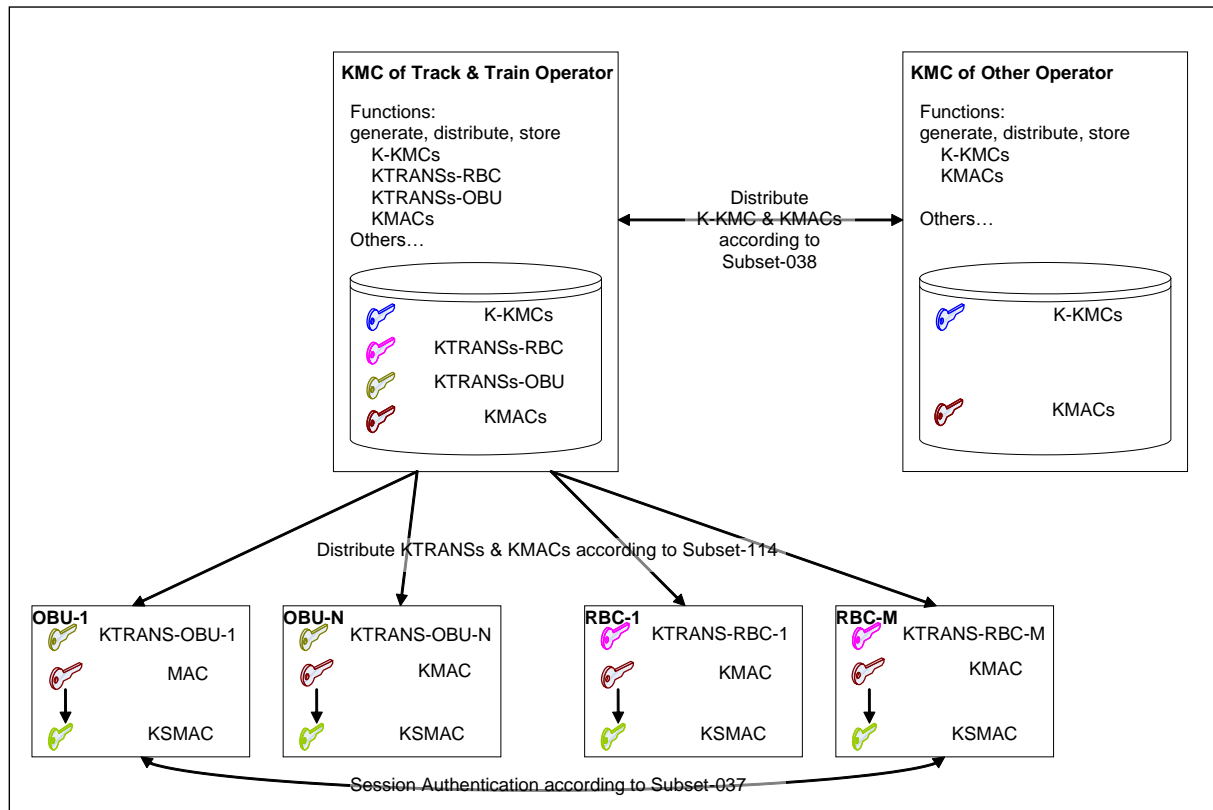 KMC of Track & Train Operator
Functions:
generate, distribute, store
K-KMCs
KTRANSs-RBC
KTRANSs-OBU
KMACs
Others…
K-KMCs
KTRANSs-RBC
KTRANSs-OBU
KMACs
Distribute
K-KMC & KMACs
according to
Subset-038
KMC of Other Operator
Functions:
generate, distribute, store
K-KMCs
KMACs
Others…
K-KMCs
KMACs
Distribute KTRANSs & KMACs according to Subset-114
OBU-1
KTRANS-OBU-1
MAC
KSMAC
OBU-N
KTRANS-OBU-N
KMAC
KSMAC
RBC-1
KTRANS-RBC-1
KMAC
KSMAC
RBC-M
KTRANS-RBC-M
KMAC
KSMAC
Session Authentication according to Subset-037